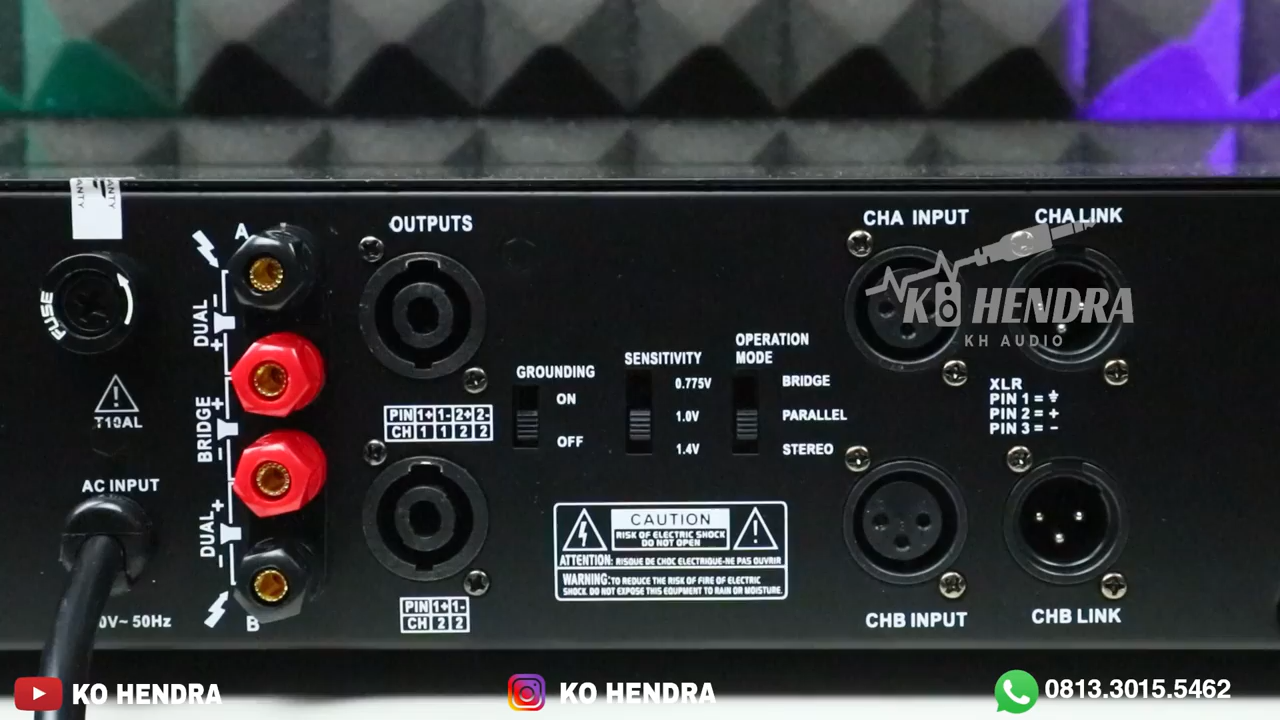 ANTY
ANTY
FUSE
T10AL
AC INPUT
0V~ 50Hz
A
DUAL
- +
BRIDGE
+ -
DUAL
+ -
B
OUTPUTS
PIN 1+ 1- 2+ 2-
CH 1 1 2 2
PIN 1+ 1-
CH 2 2
GROUNDING
ON
OFF
SENSITIVITY
0.775V
1.0V
1.4V
OPERATION
MODE
BRIDGE
PARALLEL
STEREO
CAUTION
RISK OF ELECTRIC SHOCK
DO NOT OPEN
ATTENTION: RISQUE DE CHOC ELECTRIQUE-NE PAS OUVRIR
WARNING: TO REDUCE THE RISK OF FIRE OF ELECTRIC
SHOCK. DO NOT EXPOSE THIS EQUIPMENT TO RAIN OR MOISTURE.
CHA INPUT
CHA LINK
KO HENDRA
KH AUDIO
XLR
PIN 1 = ⏚
PIN 2 = +
PIN 3 = -
CHB INPUT
CHB LINK
KO HENDRA
KO HENDRA
0813.3015.5462